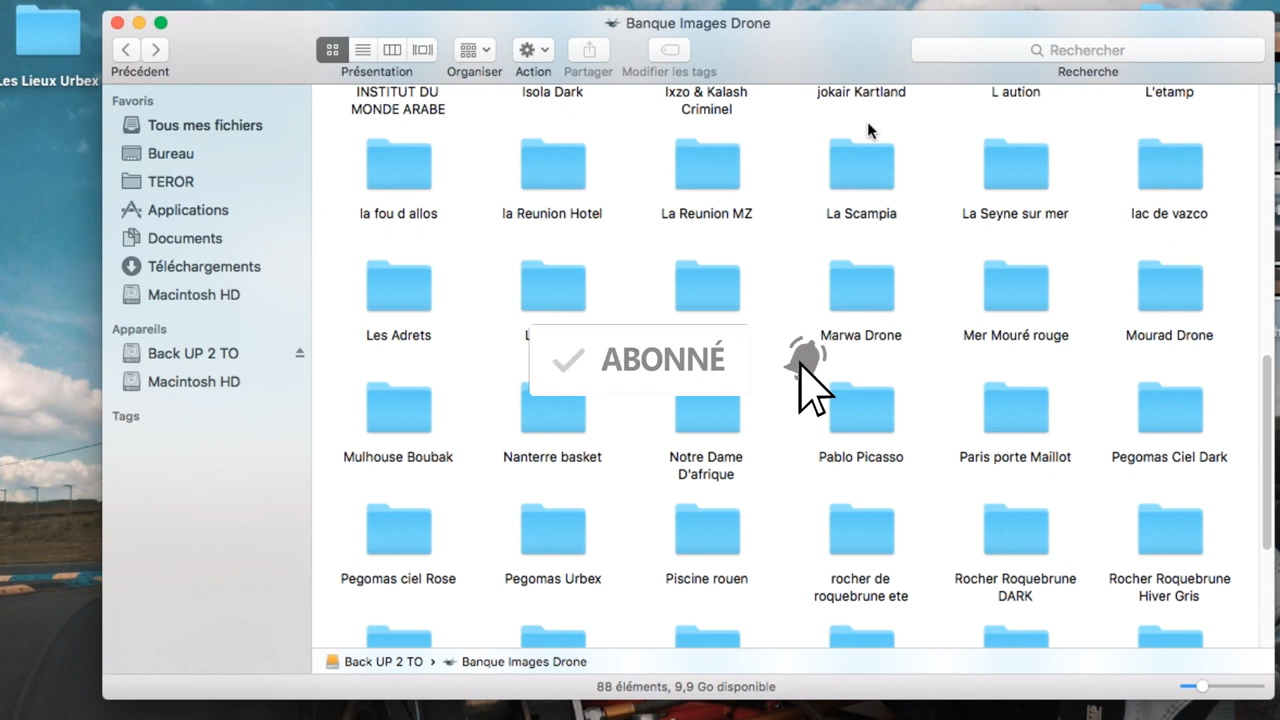 Banque Images Drone
Rechercher
Précédent
Présentation
Organiser
Action
Partager
Modifier les tags
Recherche
Les Lieux Urbex
Favoris
Tous mes fichiers
Bureau
TEROR
Applications
Documents
Téléchargements
Macintosh HD
Appareils
Back UP 2 TO
Macintosh HD
Tags
INSTITUT DU
MONDE ARABE
Isola Dark
Ixzo & Kalash
Criminel
jokair Kartland
L aution
L'etamp
la fou d allos
la Reunion Hotel
La Reunion MZ
La Scampia
La Seyne sur mer
lac de vazco
Les Adrets
Marwa Drone
Mer Mouré rouge
Mourad Drone
ABONNÉ
Mulhouse Boubak
Nanterre basket
Notre Dame
D'afrique
Pablo Picasso
Paris porte Maillot
Pegomas Ciel Dark
Pegomas ciel Rose
Pegomas Urbex
Piscine rouen
rocher de
roquebrune ete
Rocher Roquebrune
DARK
Rocher Roquebrune
Hiver Gris
Back UP 2 TO › Banque Images Drone
88 éléments, 9,9 Go disponible